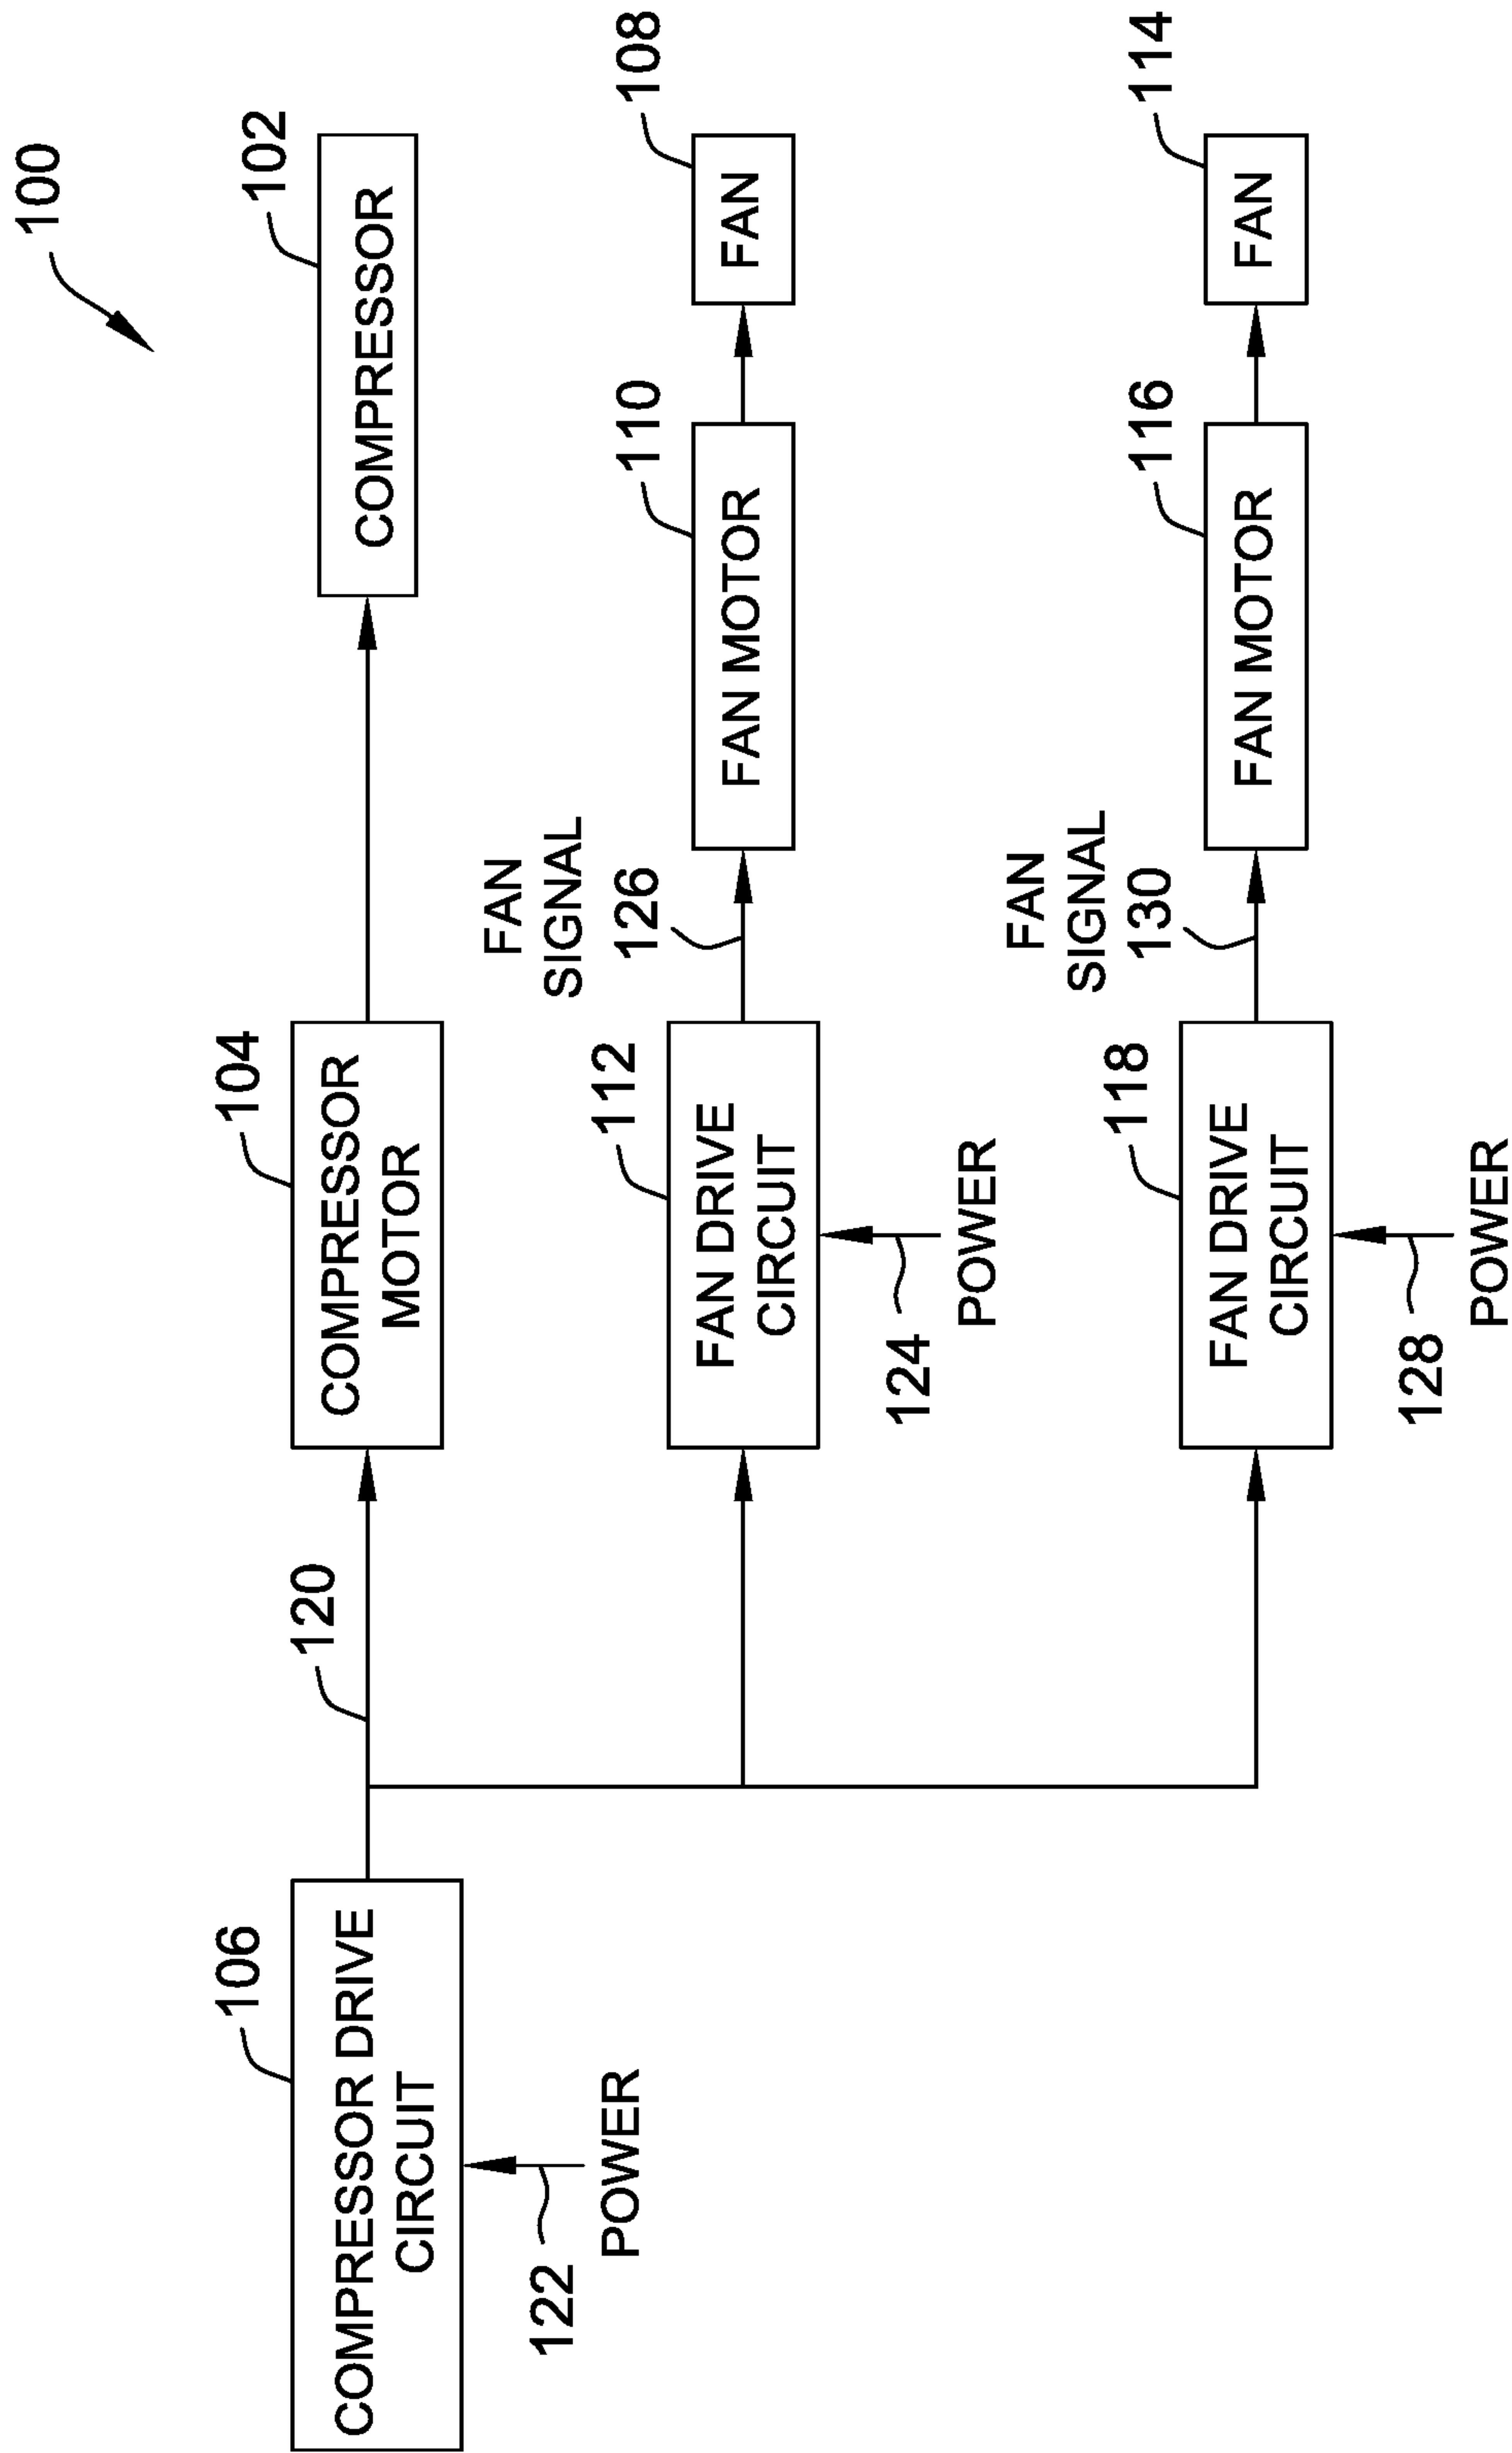 100
106
COMPRESSOR DRIVE
CIRCUIT
122
POWER
120
104
COMPRESSOR
MOTOR
102
COMPRESSOR
112
FAN DRIVE
CIRCUIT
124
POWER
FAN
SIGNAL
126
110
FAN MOTOR
108
FAN
118
FAN DRIVE
CIRCUIT
128
POWER
FAN
SIGNAL
130
116
FAN MOTOR
114
FAN